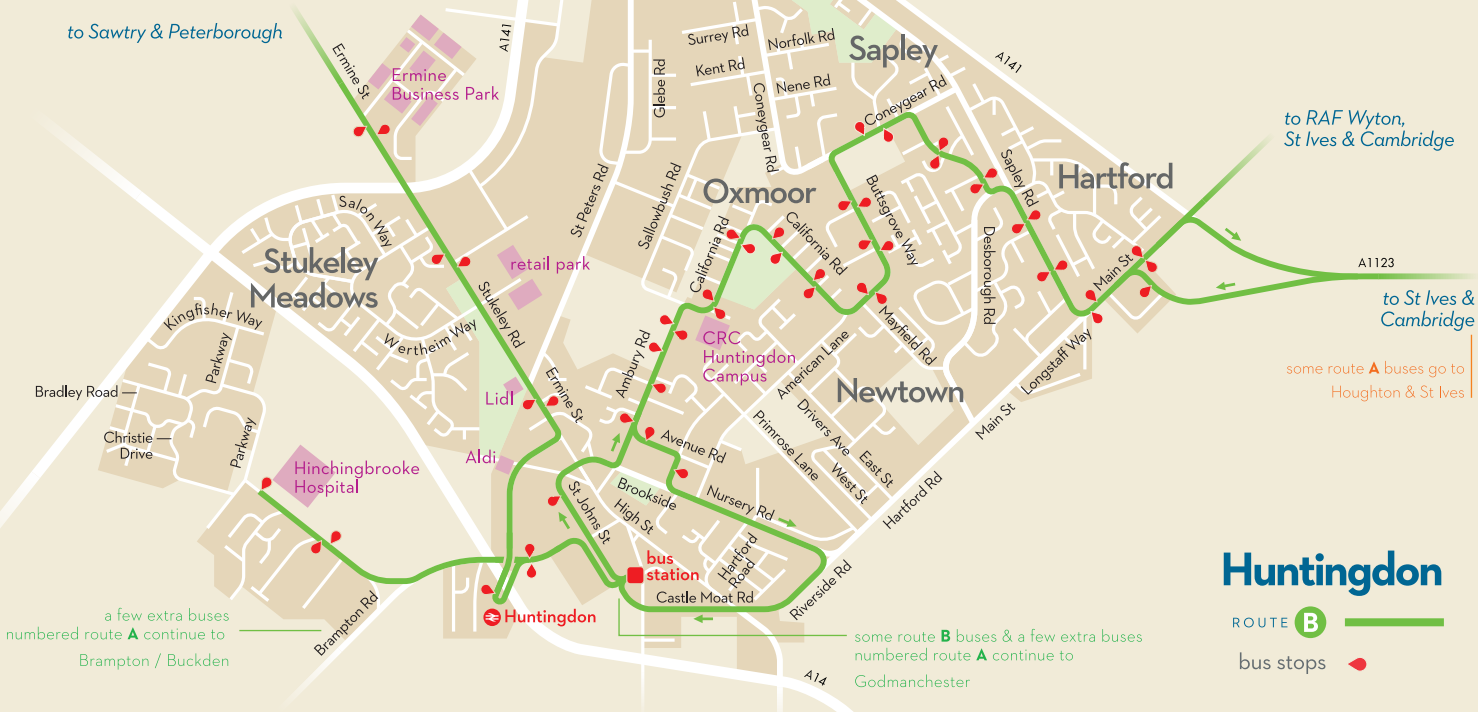 to Sawtry & Peterborough
Ermine St
Ermine
Business Park
A141
Surrey Rd
Norfolk Rd
Kent Rd
Nene Rd
Glebe Rd
Coneygear Rd
Sapley
Coneygear Rd
A141
to RAF Wyton,
St Ives & Cambridge
Sapley Rd
Hartford
Oxmoor
St Peters Rd
Sallowbush Rd
California Rd
California Rd
Buttsgrove Way
Desborough Rd
Main St
A1123
to St Ives &
Cambridge
some route A buses go to
Houghton & St Ives
Salon Way
Stukeley
Meadows
retail park
Stukeley Rd
Kingfisher Way
Wertheim Way
Parkway
Bradley Road
Christie
Drive
Parkway
Lidl
Ermine St
Aldi
Ambury Rd
CRC
Huntingdon
Campus
American Lane
Mayfield Rd
Newtown
Longstaff Way
Main St
Drivers Ave
Primrose Lane
East St
West St
Hartford Rd
Avenue Rd
Nursery Rd
Brookside
High St
St Johns St
Hinchingbrooke
Hospital
bus
station
Hartford
Road
Castle Moat Rd
Riverside Rd
Huntingdon
Brampton Rd
a few extra buses
numbered route A continue to
Brampton / Buckden
some route B buses & a few extra buses
numbered route A continue to
Godmanchester
A14
Huntingdon
ROUTE B
bus stops